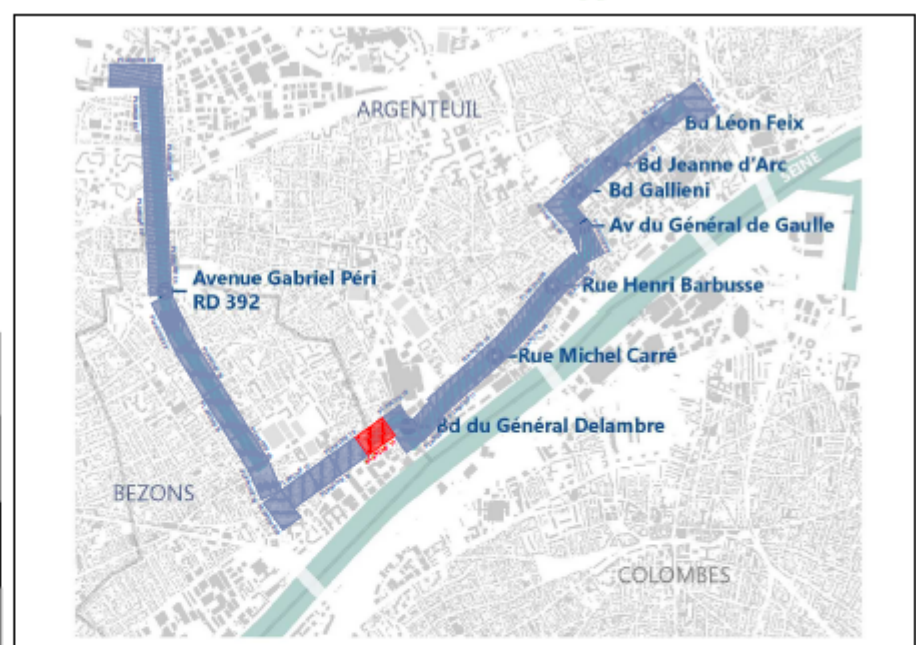 ARGENTEUIL
Bd Léon Feix
Bd Jeanne d'Arc
Bd Gallieni
SEINE
Av du Général de Gaulle
Avenue Gabriel Péri
RD 392
Rue Henri Barbusse
Rue Michel Carré
Bd du Général Delambre
BEZONS
COLOMBES